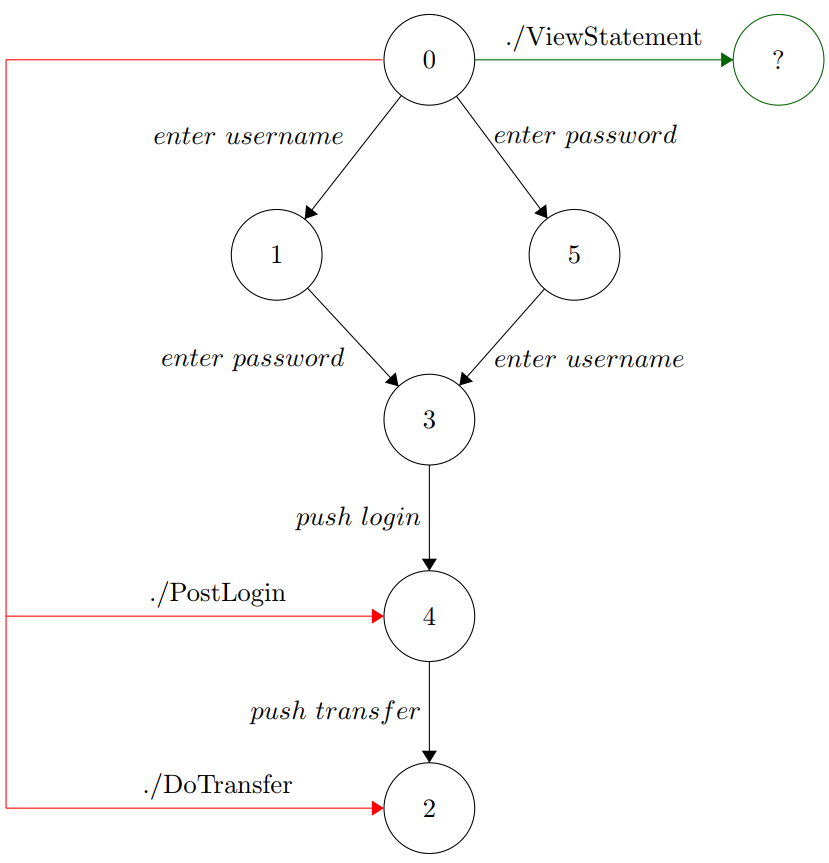 ./ViewStatement
0
?
enter username
enter password
1
5
enter password
enter username
3
push login
./PostLogin
4
push transfer
./DoTransfer
2